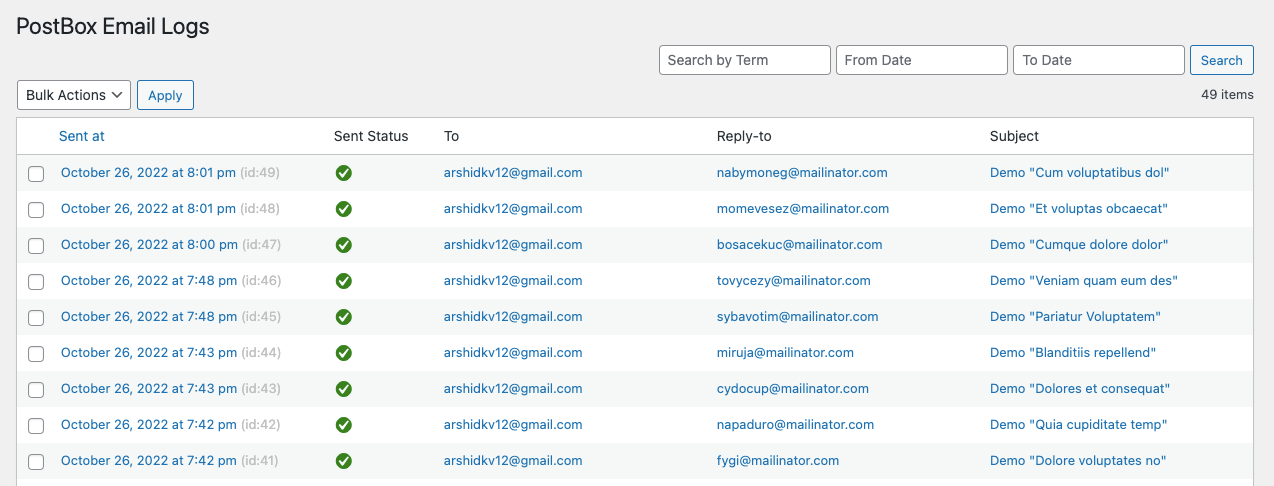 PostBox Email Logs
Search by Term From Date To Date Search
Bulk Actions Apply 49 items
Sent at Sent Status To Reply-to Subject
October 26, 2022 at 8:01 pm (id:49) arshidkv12@gmail.com nabymoneg@mailinator.com Demo "Cum voluptatibus dol"
October 26, 2022 at 8:01 pm (id:48) arshidkv12@gmail.com momevesez@mailinator.com Demo "Et voluptas obcaecat"
October 26, 2022 at 8:00 pm (id:47) arshidkv12@gmail.com bosacekuc@mailinator.com Demo "Cumque dolore dolor"
October 26, 2022 at 7:48 pm (id:46) arshidkv12@gmail.com tovycezy@mailinator.com Demo "Veniam quam eum des"
October 26, 2022 at 7:48 pm (id:45) arshidkv12@gmail.com sybavotim@mailinator.com Demo "Pariatur Voluptatem"
October 26, 2022 at 7:43 pm (id:44) arshidkv12@gmail.com miruja@mailinator.com Demo "Blanditiis repellend"
October 26, 2022 at 7:43 pm (id:43) arshidkv12@gmail.com cydocup@mailinator.com Demo "Dolores et consequat"
October 26, 2022 at 7:42 pm (id:42) arshidkv12@gmail.com napaduro@mailinator.com Demo "Quia cupiditate temp"
October 26, 2022 at 7:42 pm (id:41) arshidkv12@gmail.com fygi@mailinator.com Demo "Dolore voluptates no"